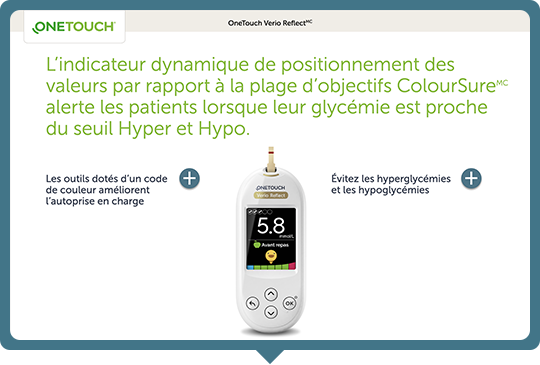 ONETOUCH®
OneTouch Verio Reflect MC
L’indicateur dynamique de positionnement des
valeurs par rapport à la plage d’objectifs ColourSure MC
alerte les patients lorsque leur glycémie est proche
du seuil Hyper et Hypo.
Les outils dotés d’un code
de couleur améliorent
l’autoprise en charge
Évitez les hyperglycémies
et les hypoglycémies
ONETOUCH
Verio Reflect
5.8
mmol/L
Avant repas
OK